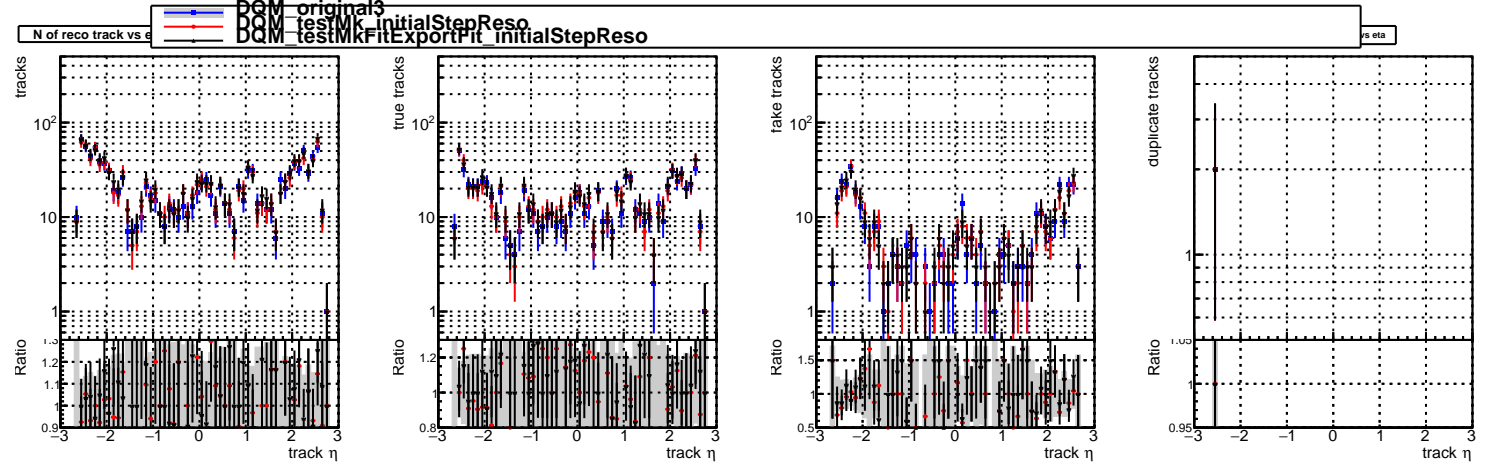 DQM_original3
DQM_testMk_initialStepReso
DQM_testMkFitExportFit_initialStepReso
N of reco track vs e
vs eta
tracks
10²
10
1
Ratio
1.3
1.2
1.1
1
0.9
−3 −2 −1 0 1 2 3
track η
true tracks
10²
10
1
Ratio
1.2
1
0.8
−3 −2 −1 0 1 2 3
track η
fake tracks
10²
10
1
Ratio
1.5
1
0.5
−3 −2 −1 0 1 2 3
track η
duplicate tracks
1
Ratio
1.05
1
0.95
−3 −2 −1 0 1 2 3
track η